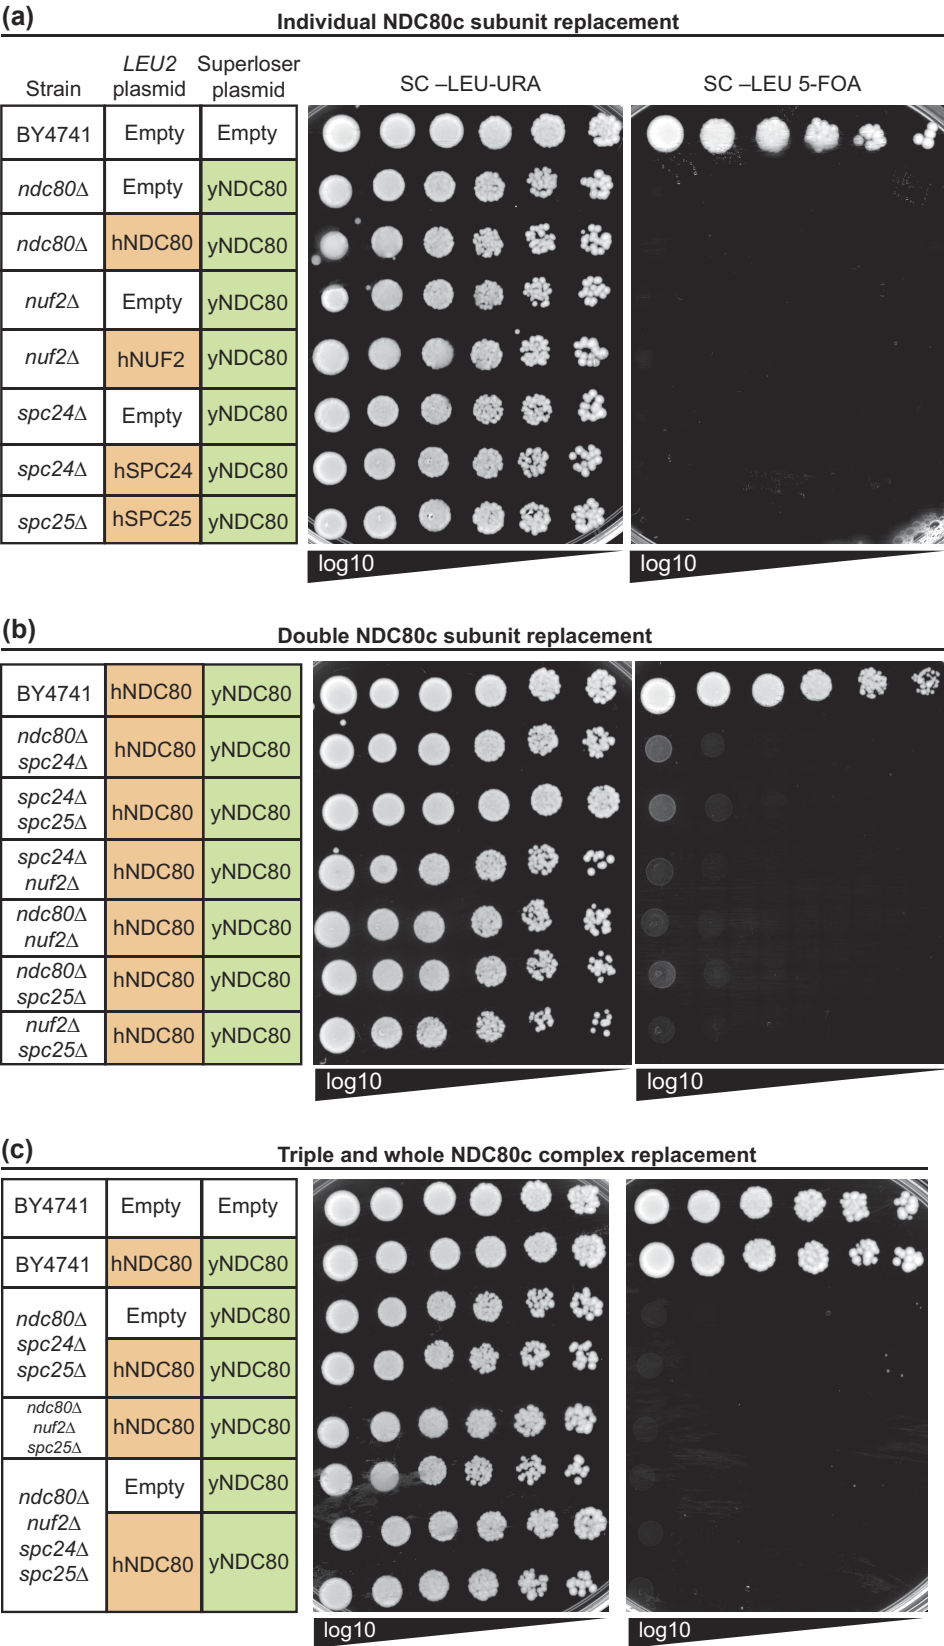 (a)
Individual NDC80c subunit replacement
Strain
LEU2 plasmid
Superloser plasmid
SC –LEU-URA
SC –LEU 5-FOA
BY4741 Empty Empty
ndc80Δ Empty yNDC80
ndc80Δ hNDC80 yNDC80
nuf2Δ Empty yNDC80
nuf2Δ hNUF2 yNDC80
spc24Δ Empty yNDC80
spc24Δ hSPC24 yNDC80
spc25Δ hSPC25 yNDC80
log10
log10
(b)
Double NDC80c subunit replacement
BY4741 hNDC80 yNDC80
ndc80Δ
spc24Δ hNDC80 yNDC80
spc24Δ
spc25Δ hNDC80 yNDC80
spc24Δ
nuf2Δ hNDC80 yNDC80
ndc80Δ
nuf2Δ hNDC80 yNDC80
ndc80Δ
spc25Δ hNDC80 yNDC80
nuf2Δ
spc25Δ hNDC80 yNDC80
log10
log10
(c)
Triple and whole NDC80c complex replacement
BY4741 Empty Empty
BY4741 hNDC80 yNDC80
ndc80Δ
spc24Δ
spc25Δ
Empty yNDC80
hNDC80 yNDC80
ndc80Δ
nuf2Δ
spc25Δ
hNDC80 yNDC80
ndc80Δ
nuf2Δ
spc24Δ
spc25Δ
Empty yNDC80
hNDC80 yNDC80
log10
log10